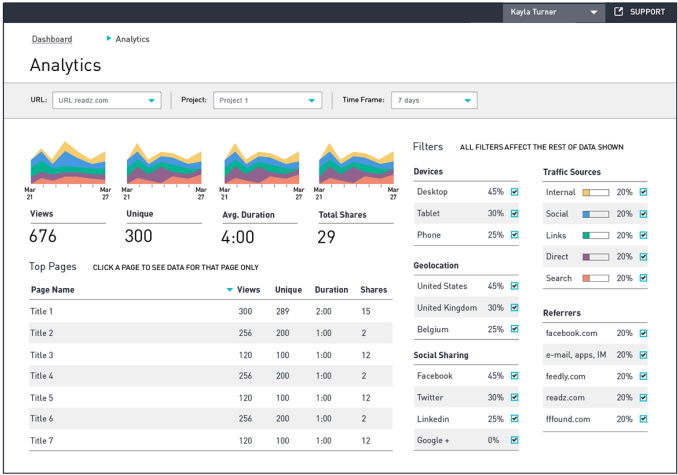 Kayla Turner SUPPORT
Dashboard Analytics
Analytics
URL: URL.readz.com Project: Project 1 Time Frame: 7 days
Filters ALL FILTERS AFFECT THE REST OF DATA SHOWN
Mar 21 Mar 27 Mar 21 Mar 27 Mar 21 Mar 27 Mar 21 Mar 27
Views Unique Avg. Duration Total Shares
676 300 4:00 29
Top Pages CLICK A PAGE TO SEE DATA FOR THAT PAGE ONLY
Page Name Views Unique Duration Shares
Title 1 300 289 2:00 15
Title 2 256 200 1:00 2
Title 3 120 100 1:00 12
Title 4 256 200 1:00 2
Title 5 120 100 1:00 12
Title 6 256 200 1:00 2
Title 7 120 100 1:00 12
Devices
Desktop 45%
Tablet 30%
Phone 25%
Geolocation
United States 45%
United Kingdom 30%
Belgium 25%
Social Sharing
Facebook 45%
Twitter 30%
Linkedin 25%
Google + 0%
Traffic Sources
Internal 20%
Social 20%
Links 20%
Direct 20%
Search 20%
Referrers
facebook.com 20%
e-mail, apps, IM 20%
feedly.com 20%
readz.com 20%
fffound.com 20%